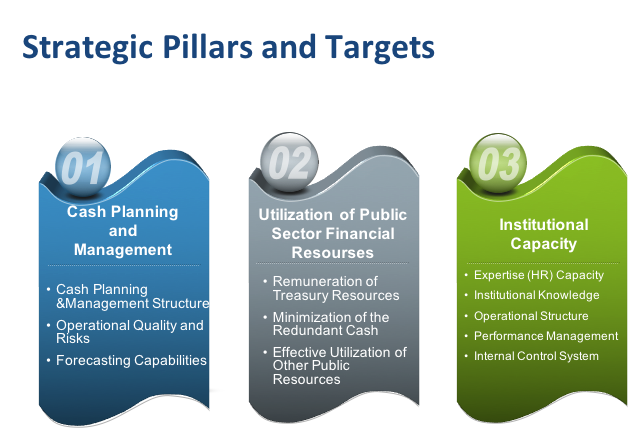 Strategic Pillars and Targets
01
Cash Planning
and
Management
• Cash Planning
&Management Structure
• Operational Quality and
Risks
• Forecasting Capabilities
02
Utilization of Public
Sector Financial
Resourses
• Remuneration of
Treasury Resources
• Minimization of the
Redundant Cash
• Effective Utilization of
Other Public
Resources
03
Institutional
Capacity
• Expertise (HR) Capacity
• Institutional Knowledge
• Operational Structure
• Performance Management
• Internal Control System